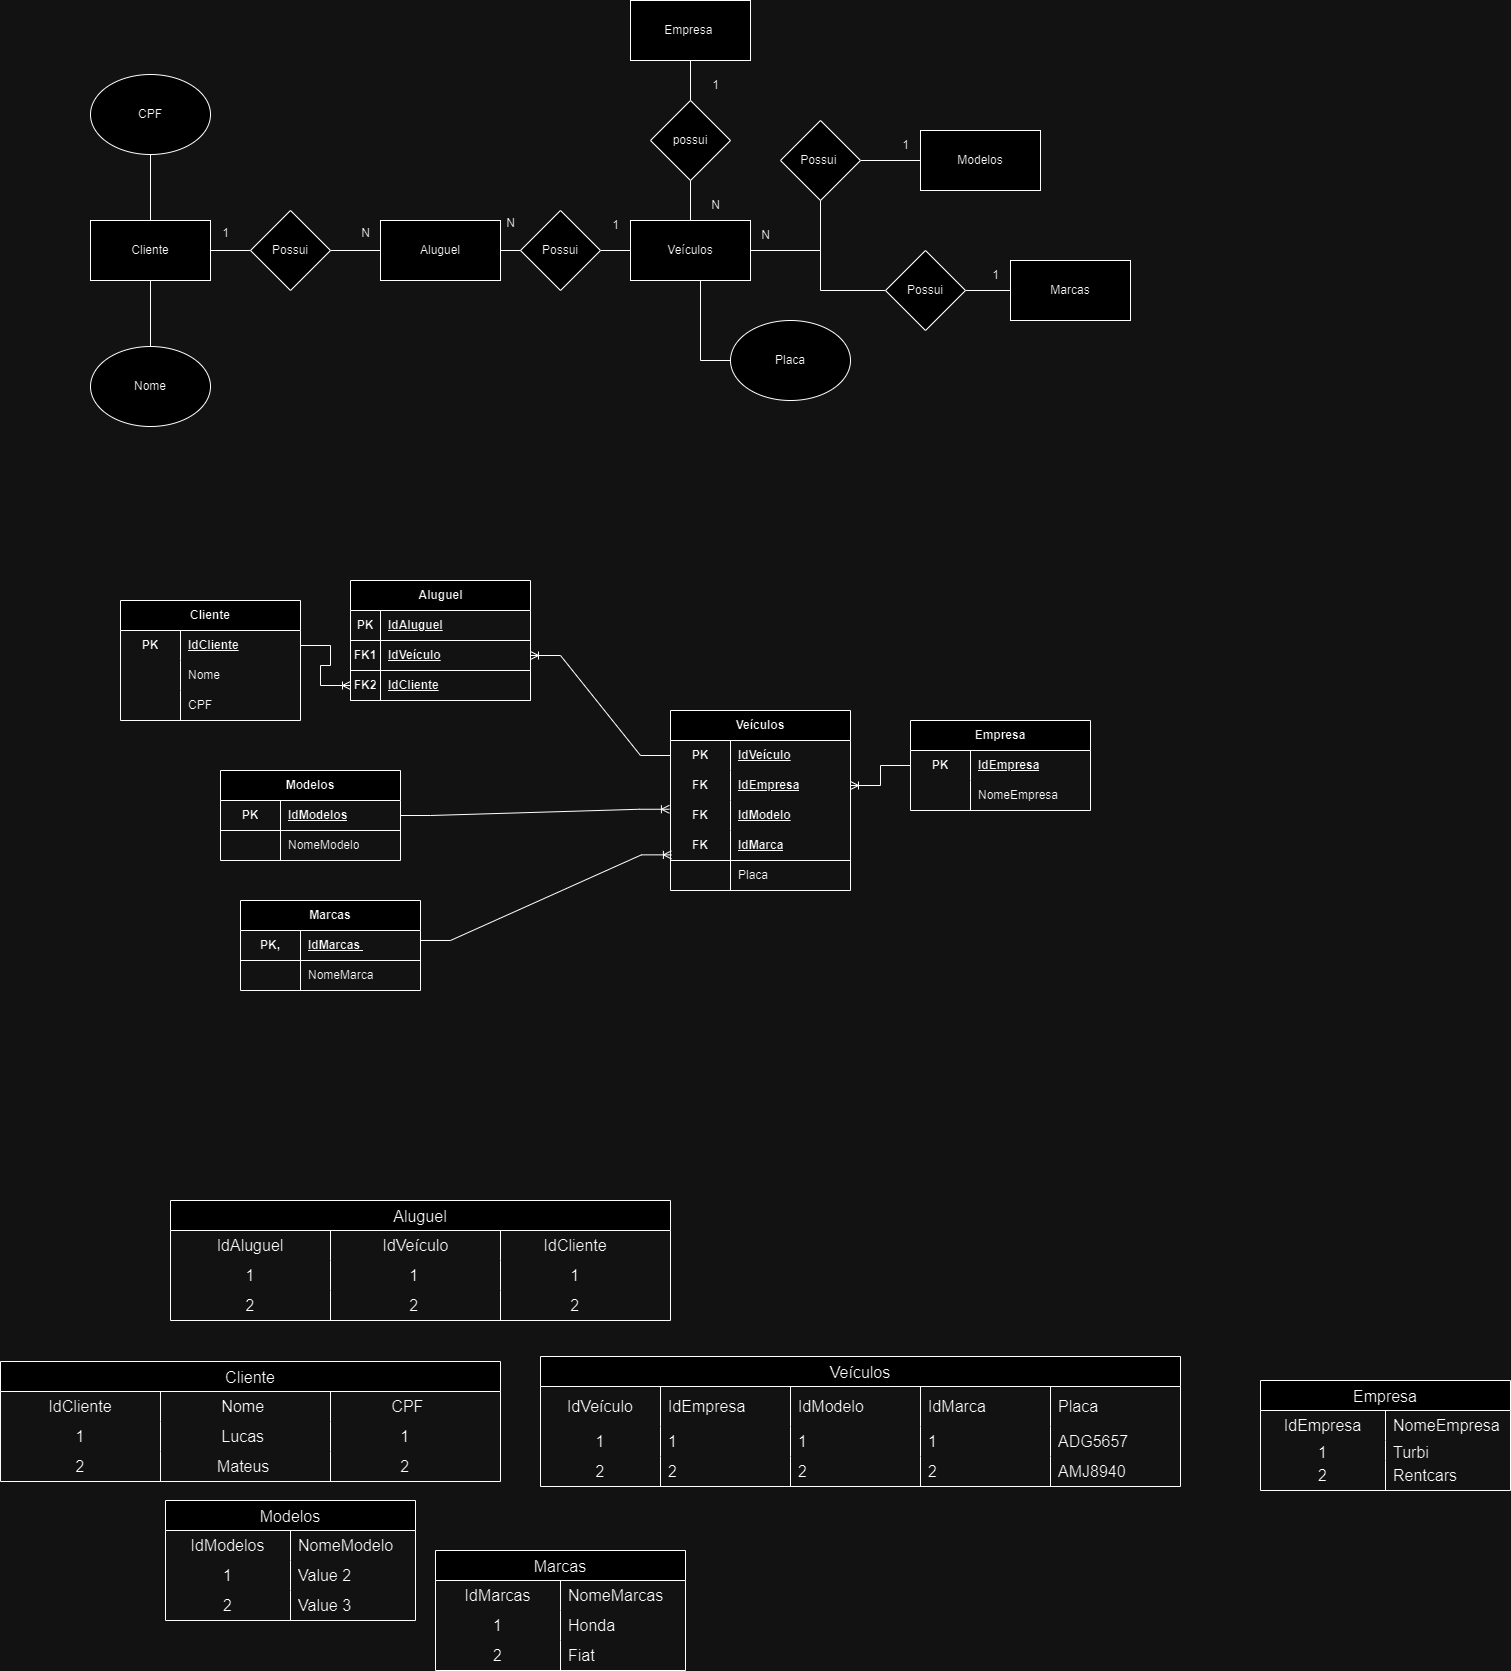 Empresa
1
CPF
possui
Possui
1
Modelos
N
Cliente
1
Possui
N
Aluguel
N
Possui
1
Veículos
N
Possui
1
Marcas
Placa
Nome
Aluguel
PK IdAluguel
FK1 IdVeículo
FK2 IdCliente
Cliente
PK IdCliente
Nome
CPF
Veículos
PK IdVeículo
FK IdEmpresa
FK IdModelo
FK IdMarca
Placa
Empresa
PK IdEmpresa
NomeEmpresa
Modelos
PK IdModelos
NomeModelo
Marcas
PK, IdMarcas
NomeMarca
Aluguel
IdAluguel IdVeículo IdCliente
1 1 1
2 2 2
Cliente
IdCliente Nome CPF
1 Lucas 1
2 Mateus 2
Veículos
IdVeículo IdEmpresa IdModelo IdMarca Placa
1 1 1 1 ADG5657
2 2 2 2 AMJ8940
Empresa
IdEmpresa NomeEmpresa
1 Turbi
2 Rentcars
Modelos
IdModelos NomeModelo
1 Value 2
2 Value 3
Marcas
IdMarcas NomeMarcas
1 Honda
2 Fiat